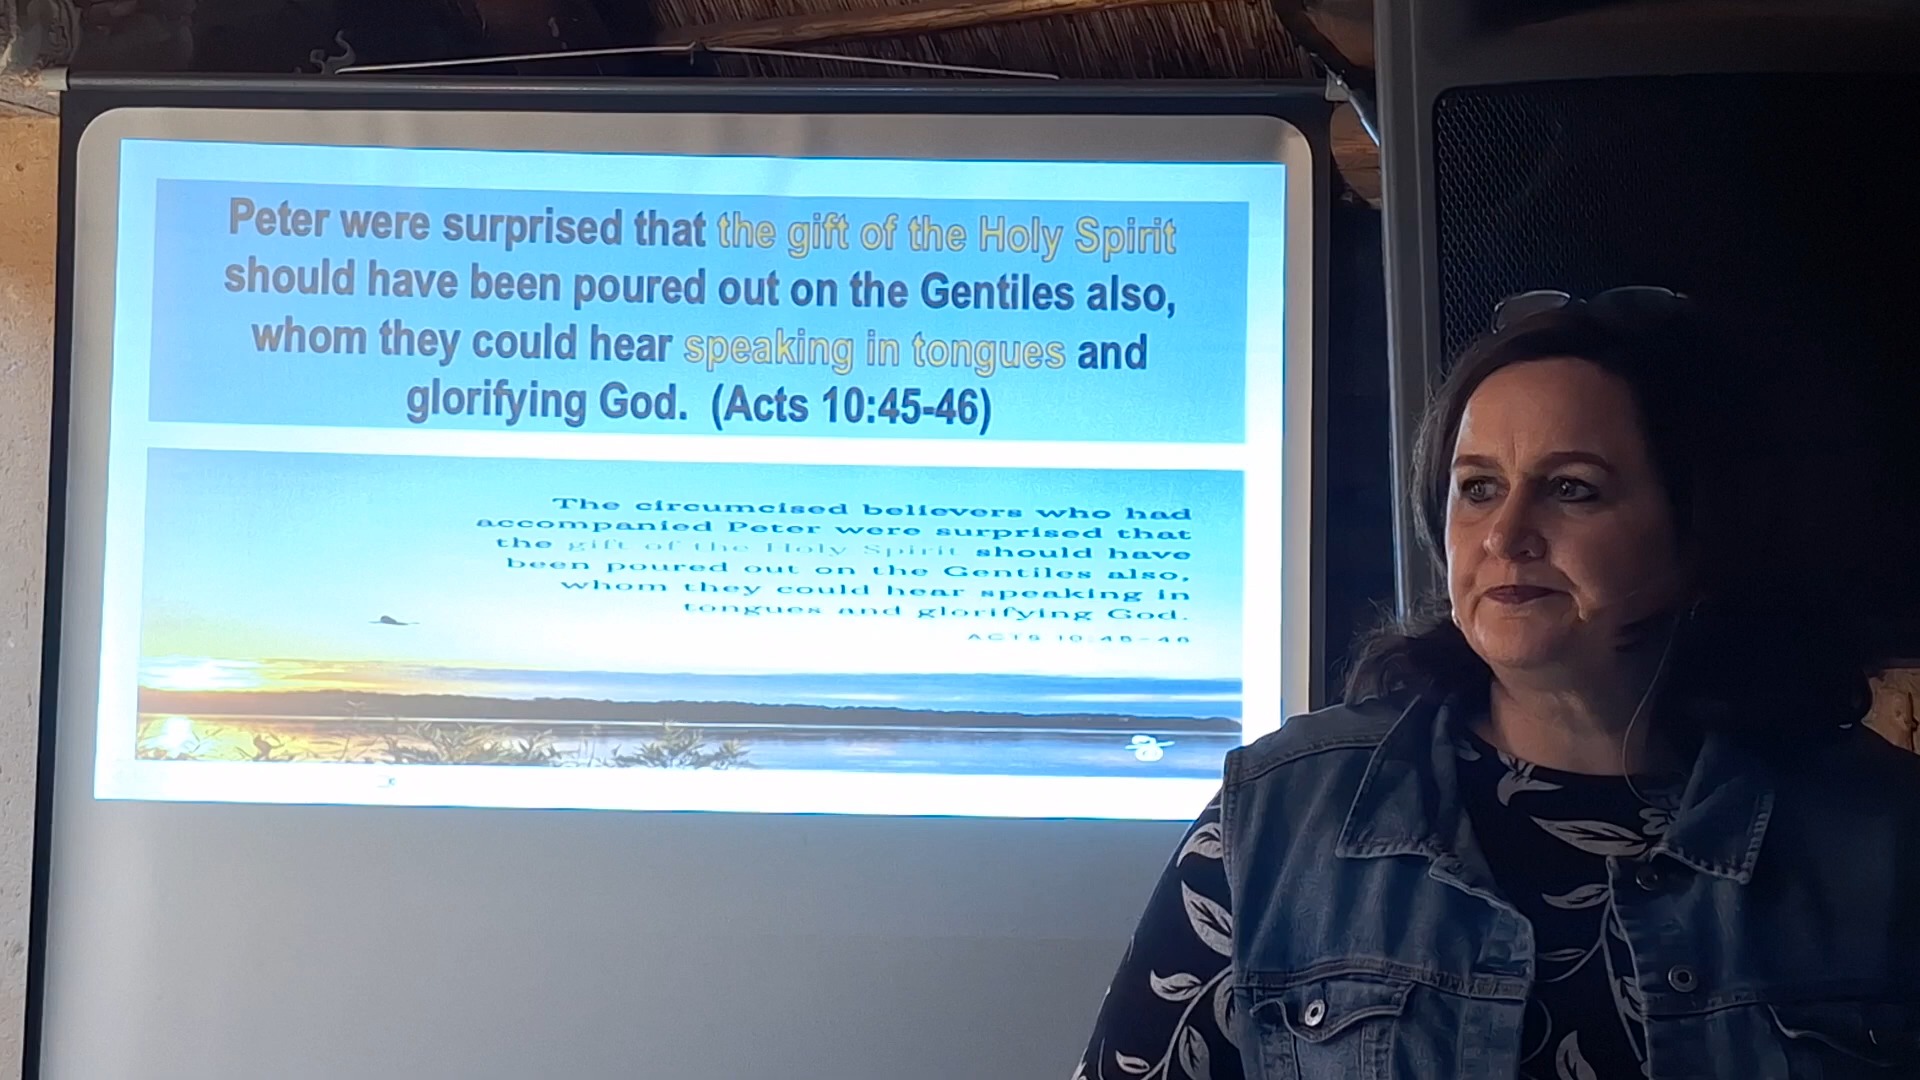 Peter were surprised that the gift of the Holy Spirit
should have been poured out on the Gentiles also,
whom they could hear speaking in tongues and
glorifying God. (Acts 10:45-46)
The circumcised believers who had
accompanied Peter were surprised that
the gift of the Holy Spirit should have
been poured out on the Gentiles also,
whom they could hear speaking in
tongues and glorifying God.
ACTS 10:45-46